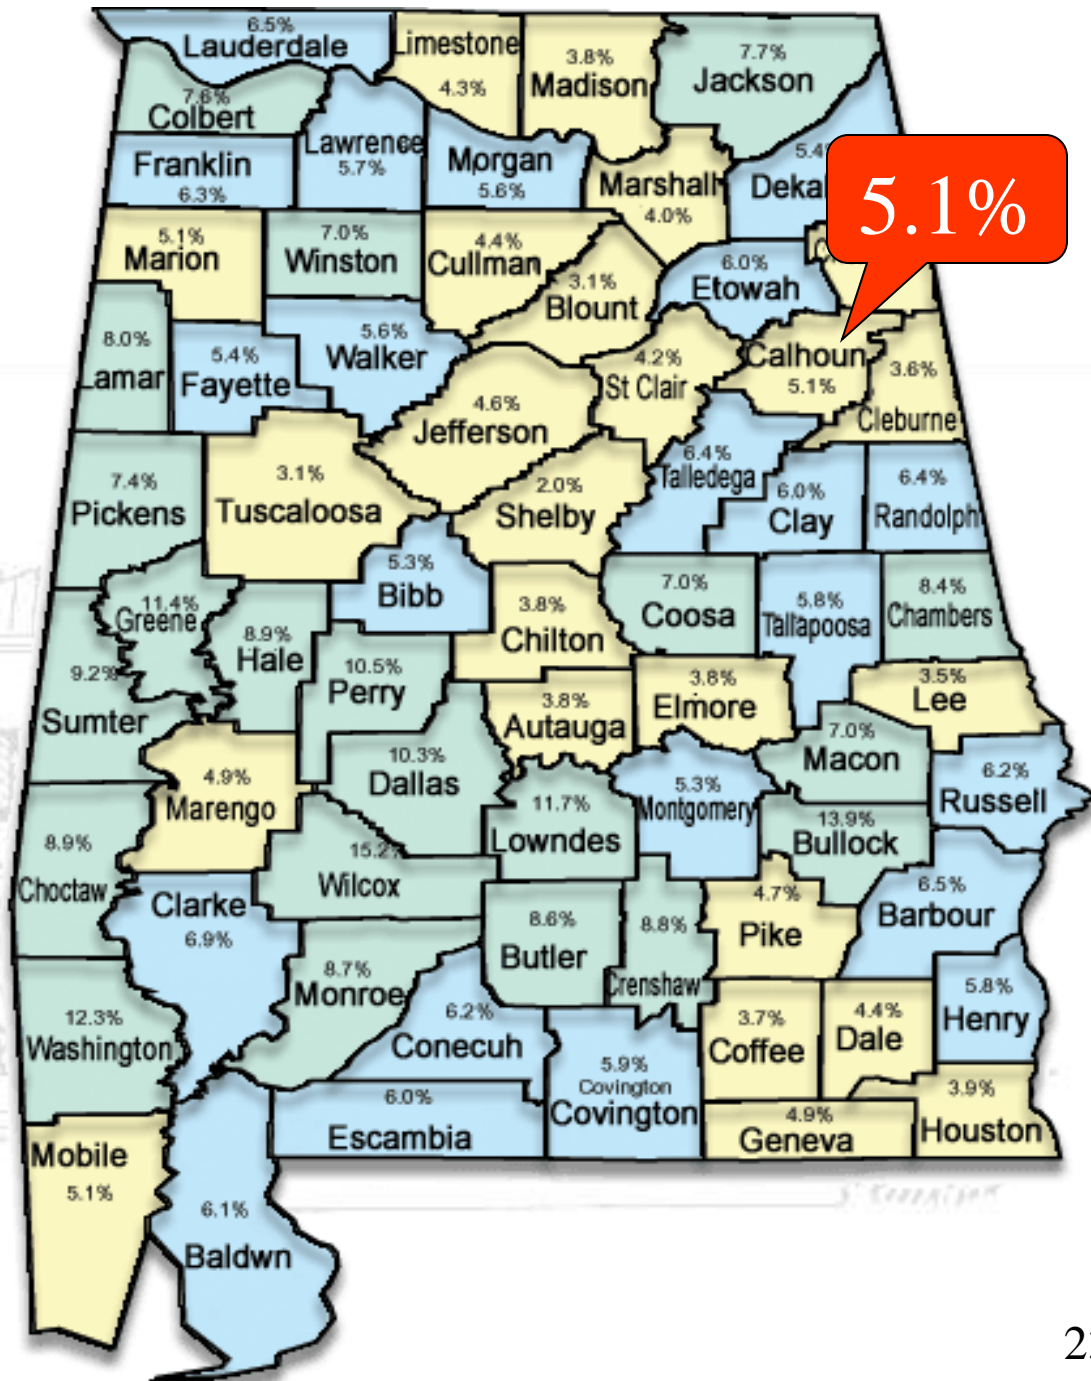 6.5%
Lauderdale
Limestone
4.3%
3.8%
Madison
7.7%
Jackson
7.6%
Colbert
Lawrence
5.7%
Franklin
6.3%
Morgan
5.6%
Marshall
4.0%
5.4
Deka
5.1%
5.1%
Marion
7.0%
Winston
4.4%
Cullman
3.1%
Blount
6.0%
Etowah
8.0%
Lamar
5.4%
Fayette
5.6%
Walker
4.6%
Jefferson
4.2%
St Clair
Calhoun
5.1%
3.6%
Cleburne
7.4%
Pickens
3.1%
Tuscaloosa
2.0%
Shelby
6.4%
Talledega
6.0%
Clay
6.4%
Randolph
5.3%
Bibb
11.4%
Greene
8.9%
Hale
10.5%
Perry
3.8%
Chilton
7.0%
Coosa
5.8%
Tallapoosa
8.4%
Chambers
9.2%
Sumter
3.8%
Autauga
3.8%
Elmore
3.5%
Lee
4.9%
Marengo
10.3%
Dallas
11.7%
Lowndes
5.3%
Montgomery
7.0%
Macon
6.2%
Russell
8.9%
Choctaw
15.2%
Wilcox
13.9%
Bullock
Clarke
6.9%
8.6%
Butler
8.8%
Crenshaw
4.7%
Pike
6.5%
Barbour
8.7%
Monroe
12.3%
Washington
6.2%
Conecuh
5.9%
Covington
Covington
3.7%
Coffee
4.4%
Dale
5.8%
Henry
6.0%
Escambia
4.9%
Geneva
3.9%
Houston
Mobile
5.1%
6.1%
Baldwn
2